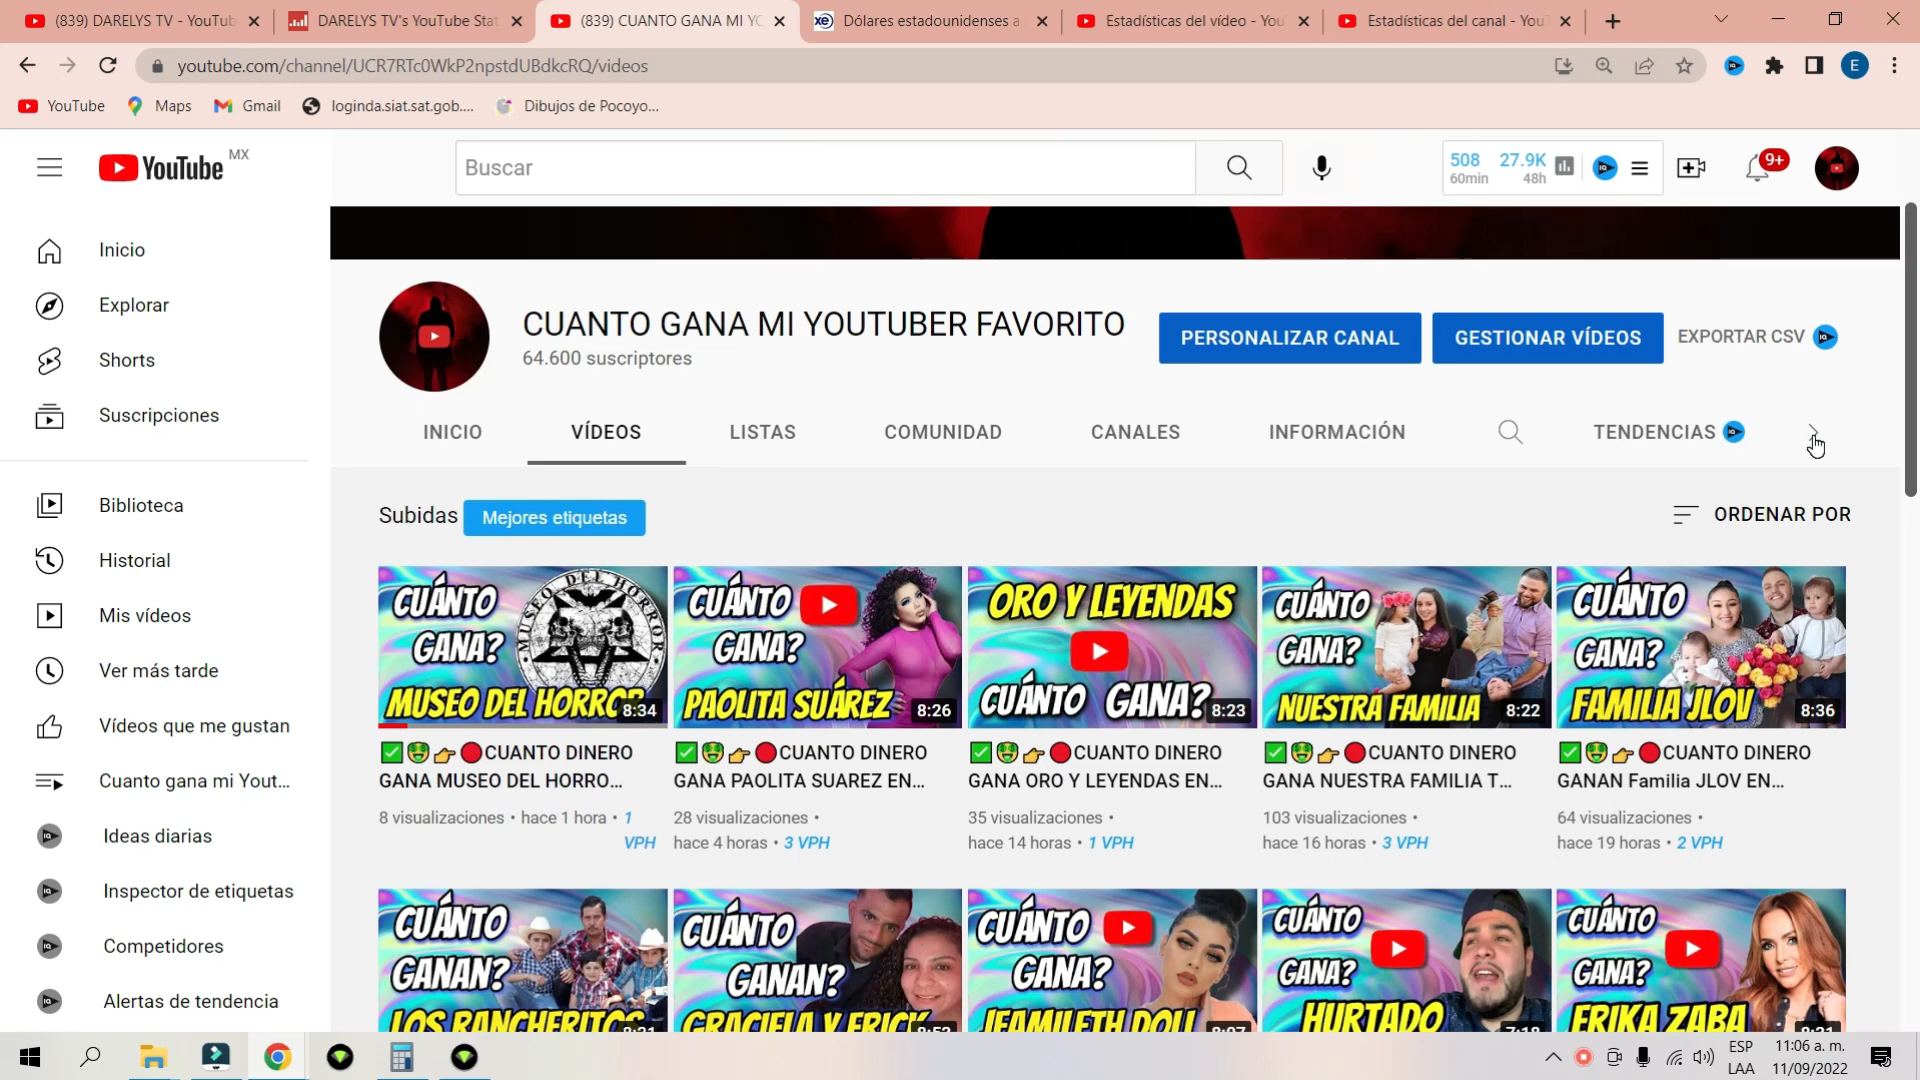 (839) DARELYS TV - YouTub
DARELYS TV's YouTube Stat
(839) CUANTO GANA MI YO
Dólares estadounidenses a
Estadísticas del vídeo - You
Estadísticas del canal - You
youtube.com/channel/UCR7RTc0WkP2npstdUBdkcRQ/videos
E
YouTube
Maps
Gmail
loginda.siat.sat.gob....
Dibujos de Pocoyo...
YouTube MX
Buscar
508 27.9K
60min 48h
9+
Inicio
Explorar
Shorts
Suscripciones
Biblioteca
Historial
Mis vídeos
Ver más tarde
Vídeos que me gustan
Cuanto gana mi Yout...
Ideas diarias
Inspector de etiquetas
Competidores
Alertas de tendencia
CUANTO GANA MI YOUTUBER FAVORITO
64.600 suscriptores
PERSONALIZAR CANAL
GESTIONAR VÍDEOS
EXPORTAR CSV
INICIO
VÍDEOS
LISTAS
COMUNIDAD
CANALES
INFORMACIÓN
TENDENCIAS
Subidas
Mejores etiquetas
ORDENAR POR
CUÁNTO
GANA?
MUSEO DEL HORROR
MUSEO DEL HORROR
8:34
✅🤑👉🔴CUANTO DINERO
GANA MUSEO DEL HORRO...
8 visualizaciones • hace 1 hora • 1
VPH
CUÁNTO
GANA?
PAOLITA SUÁREZ
8:26
✅🤑👉🔴CUANTO DINERO
GANA PAOLITA SUAREZ EN...
28 visualizaciones •
hace 4 horas • 3 VPH
ORO Y LEYENDAS
CUÁNTO GANA?
8:23
✅🤑👉🔴CUANTO DINERO
GANA ORO Y LEYENDAS EN...
35 visualizaciones •
hace 14 horas • 1 VPH
CUÁNTO
GANA?
NUESTRA FAMILIA
8:22
✅🤑👉🔴CUANTO DINERO
GANA NUESTRA FAMILIA T...
103 visualizaciones •
hace 16 horas • 3 VPH
CUÁNTO
GANA?
FAMILIA JLOV
8:36
✅🤑👉🔴CUANTO DINERO
GANAN Familia JLOV EN...
64 visualizaciones •
hace 19 horas • 2 VPH
CUÁNTO
GANAN?
LOS RANCHERITOS
CUÁNTO
GANAN?
GRACIELA Y ERICK
CUÁNTO
GANA?
JEAMILETH DOLL
CUÁNTO
GANA?
HURTADO
CUÁNTO
GANA?
ERIKA ZABA
ESP
LAA
11:06 a. m.
11/09/2022